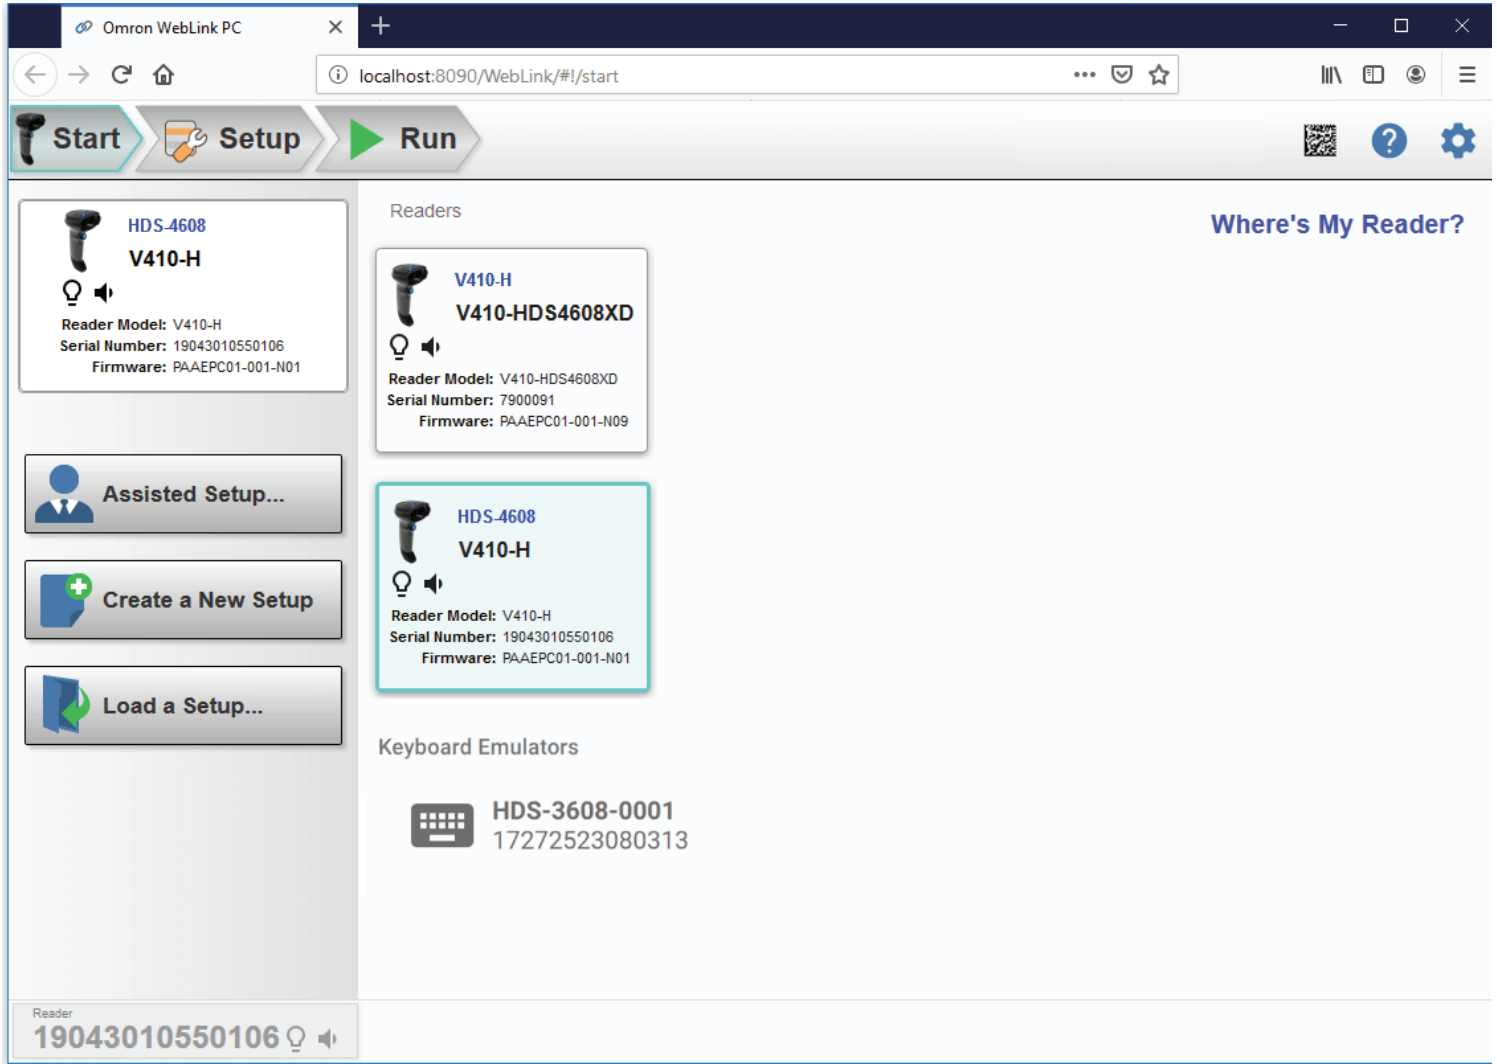 Omron WebLink PC
localhost:8090/WebLink/#!/start
Start
Setup
Run
HDS-4608
V410-H
Reader Model: V410-H
Serial Number: 19043010550106
Firmware: PAAEPC01-001-N01
Assisted Setup...
Create a New Setup
Load a Setup...
Readers
Where's My Reader?
V410-H
V410-HDS4608XD
Reader Model: V410-HDS4608XD
Serial Number: 7900091
Firmware: PAAEPC01-001-N09
HDS-4608
V410-H
Reader Model: V410-H
Serial Number: 19043010550106
Firmware: PAAEPC01-001-N01
Keyboard Emulators
HDS-3608-0001
17272523080313
Reader
19043010550106